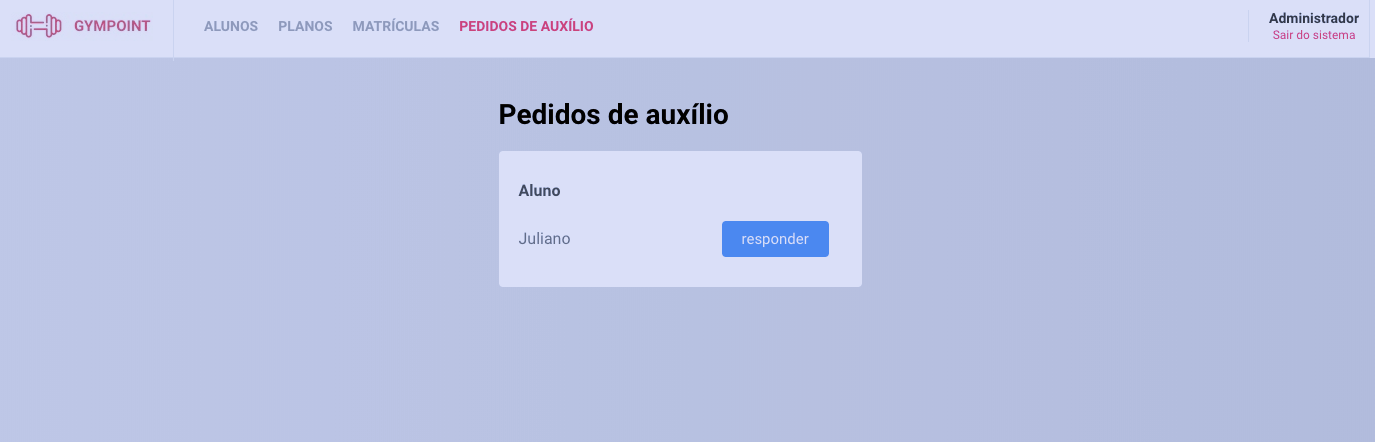 GYMPOINT
ALUNOS PLANOS MATRÍCULAS PEDIDOS DE AUXÍLIO
Administrador
Sair do sistema
Pedidos de auxílio
Aluno
Juliano responder